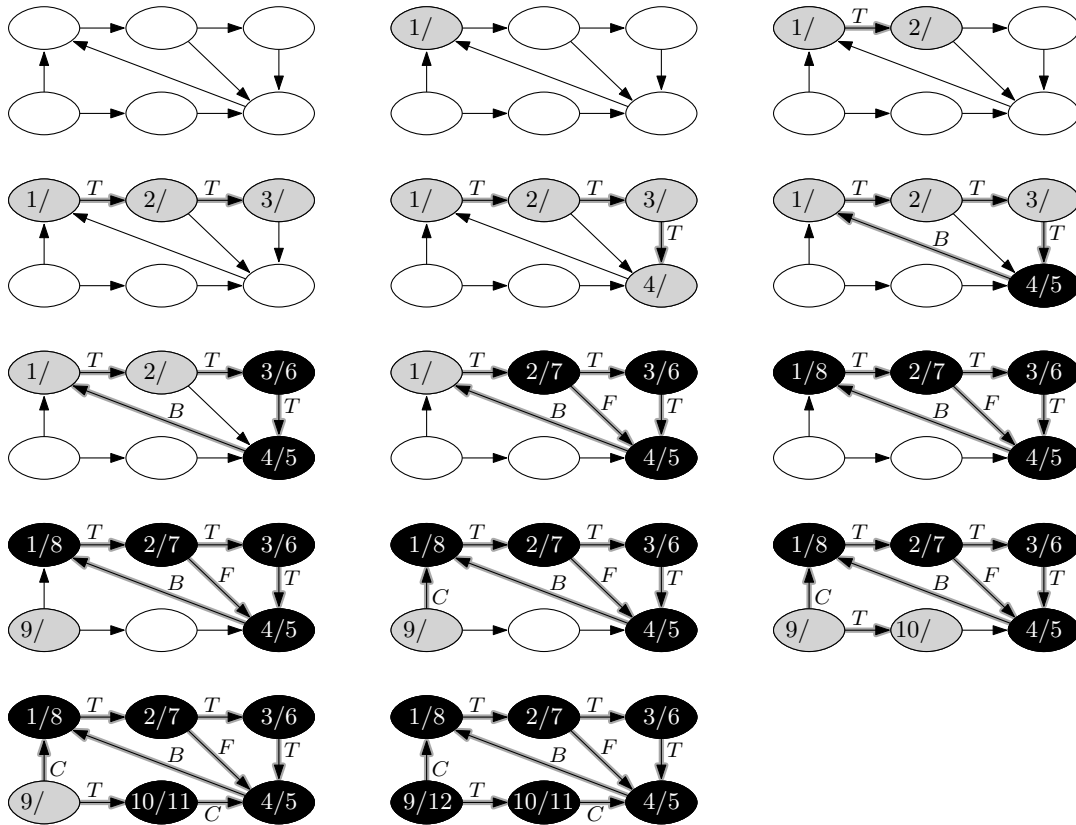 1/
1/ T 2/
1/ T 2/ T 3/
1/ T 2/ T 3/
T
4/
1/ T 2/ T 3/
B T
4/5
1/ T 2/ T 3/6
B T
4/5
1/ T 2/7 T 3/6
B F T
4/5
1/8 T 2/7 T 3/6
B F T
4/5
1/8 T 2/7 T 3/6
B F T
9/ 4/5
1/8 T 2/7 T 3/6
C B F T
9/ 4/5
1/8 T 2/7 T 3/6
C B F T
9/ T 10/ 4/5
1/8 T 2/7 T 3/6
C B F T
9/ T 10/11 C 4/5
1/8 T 2/7 T 3/6
C B F T
9/12 T 10/11 C 4/5